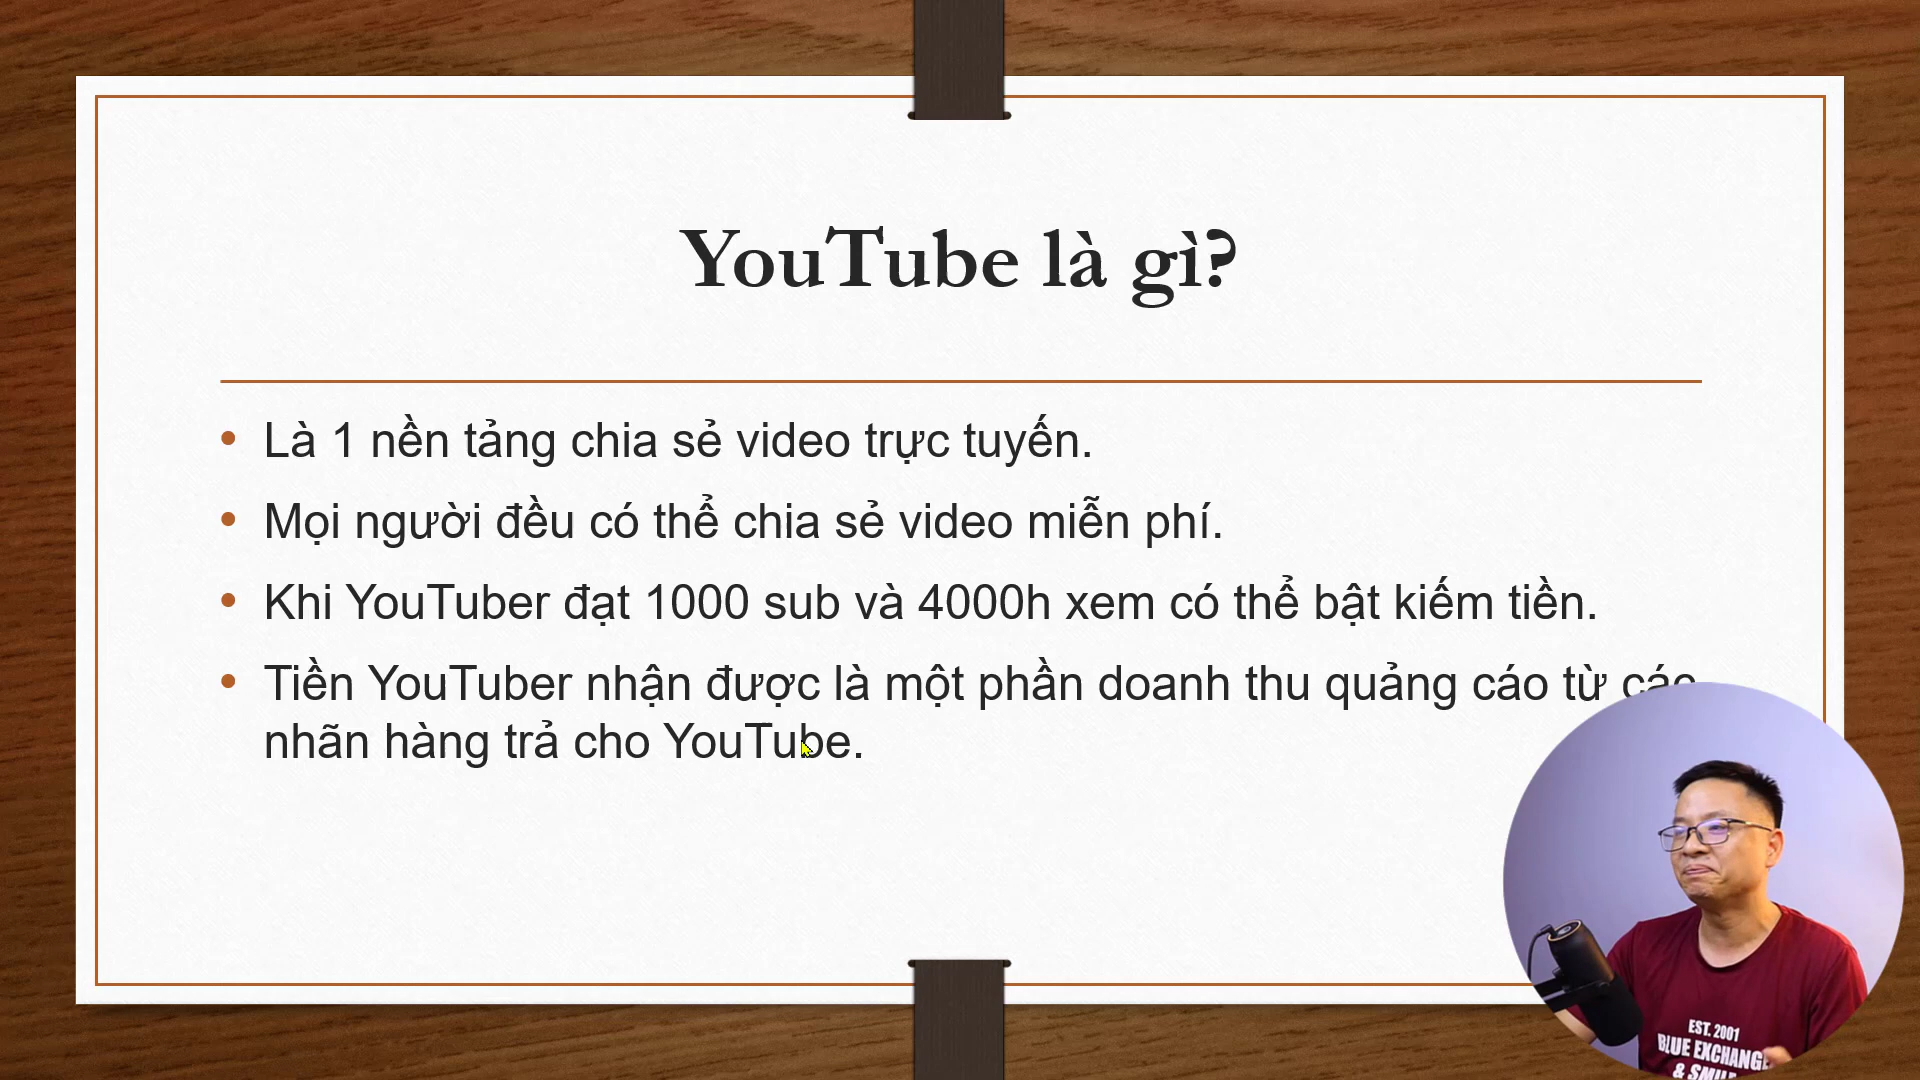 YouTube là gì?
• Là 1 nền tảng chia sẻ video trực tuyến.
• Mọi người đều có thể chia sẻ video miễn phí.
• Khi YouTuber đạt 1000 sub và 4000h xem có thể bật kiếm tiền.
• Tiền YouTuber nhận được là một phần doanh thu quảng cáo từ các
nhãn hàng trả cho YouTube.
EST. 2001
BLUE EXCHANGE
&